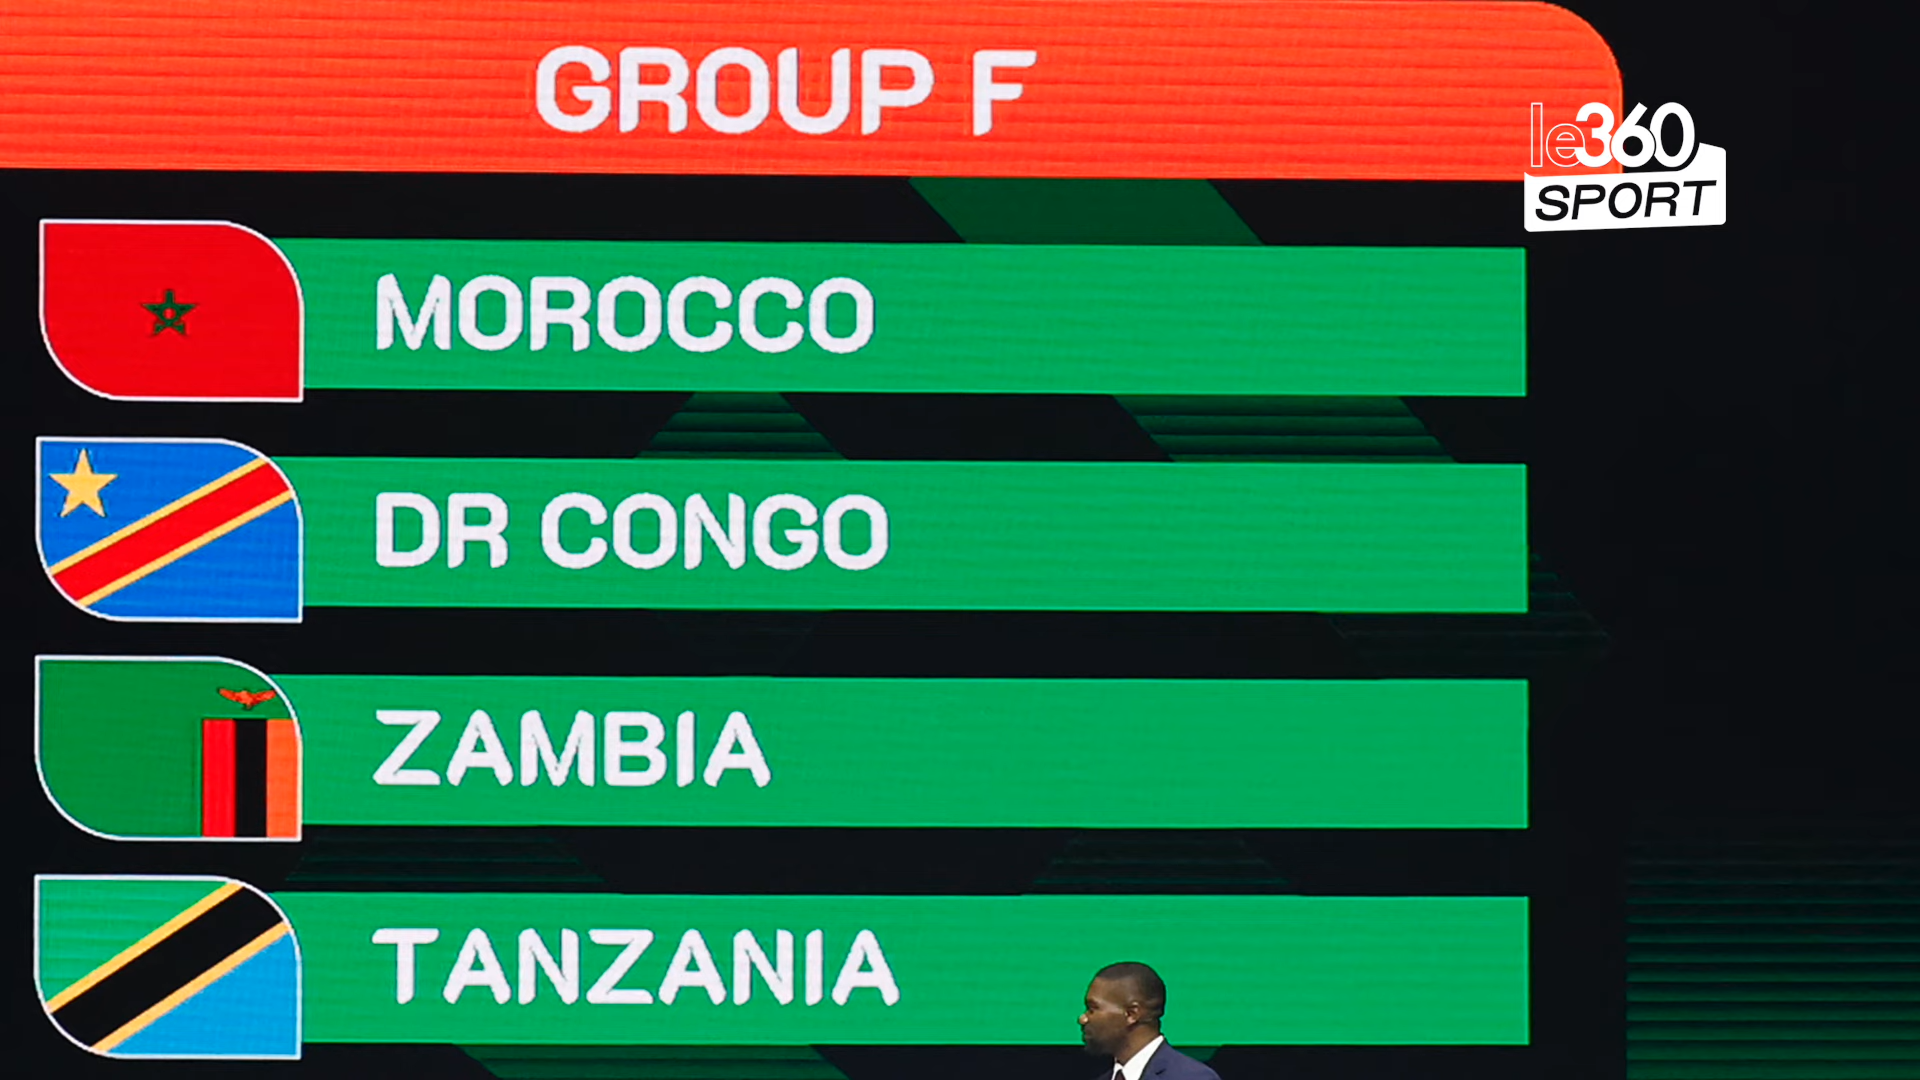 GROUP F
le360
SPORT
MOROCCO
DR CONGO
ZAMBIA
TANZANIA